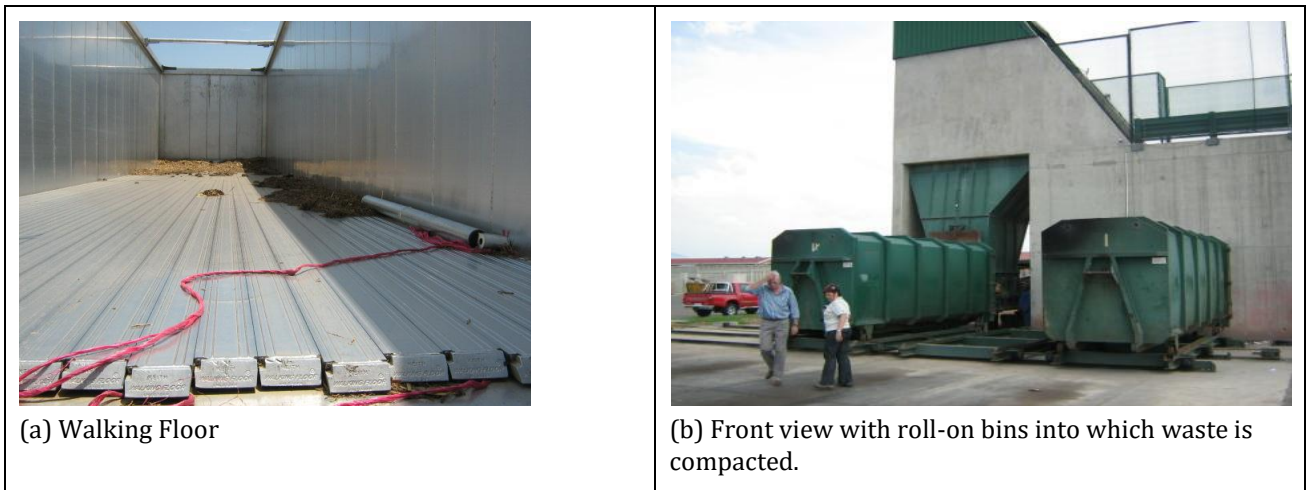 (a) Walking Floor
(b) Front view with roll-on bins into which waste is
compacted.